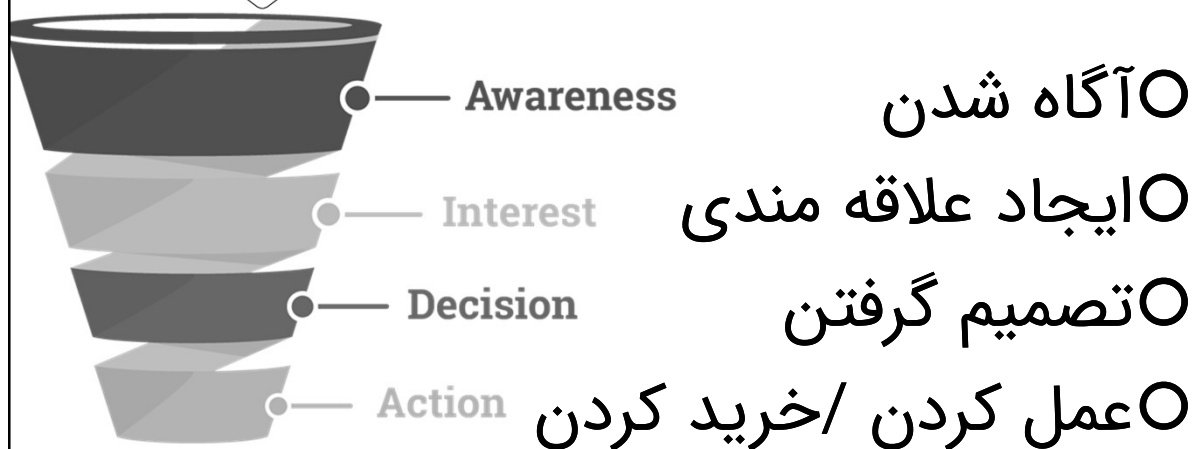 Awareness
آگاه شدن
Interest
ایجاد علاقه مندی
Decision
تصمیم گرفتن
Action
عمل کردن /خرید کردن